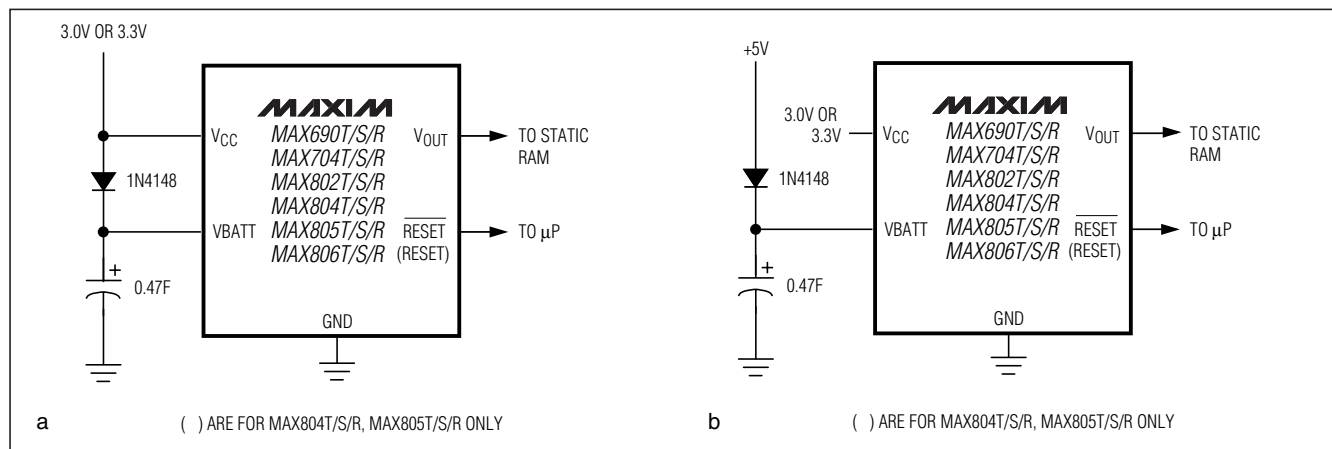 3.0V OR 3.3V
MAXIM
VCC
MAX690T/S/R
VOUT
TO STATIC
RAM
MAX704T/S/R
1N4148
MAX802T/S/R
MAX804T/S/R
VBATT
MAX805T/S/R
RESET
TO μP
MAX806T/S/R
(RESET)
+
0.47F
GND
a
( ) ARE FOR MAX804T/S/R, MAX805T/S/R ONLY
+5V
3.0V OR
3.3V
MAXIM
VCC
MAX690T/S/R
VOUT
TO STATIC
RAM
MAX704T/S/R
1N4148
MAX802T/S/R
MAX804T/S/R
VBATT
MAX805T/S/R
RESET
TO μP
MAX806T/S/R
(RESET)
+
0.47F
GND
b
( ) ARE FOR MAX804T/S/R, MAX805T/S/R ONLY